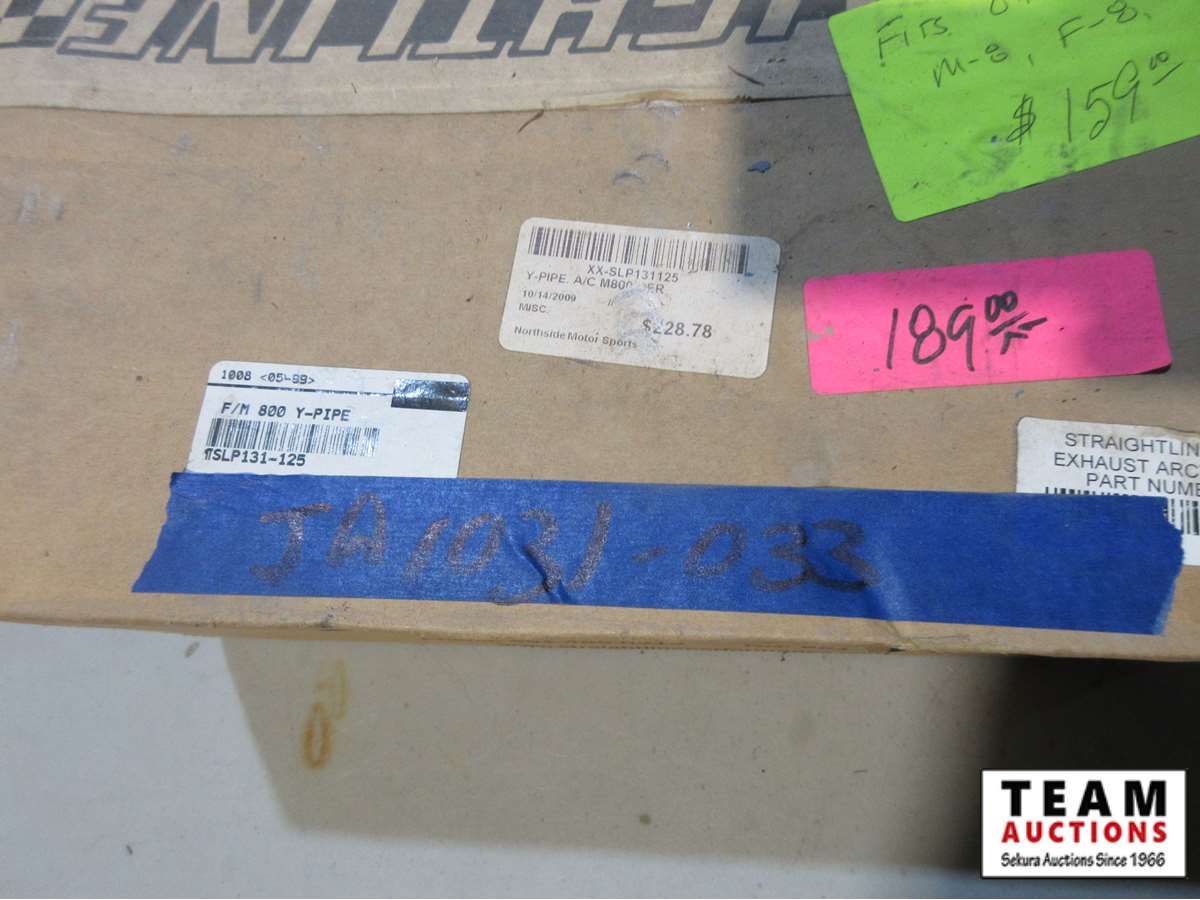 Fits
M-8, F-8,
$159.00
XX-SLP131125
Y-PIPE. A/C M800
10/14/2009
MISC.
$228.78
Northside Motor Sports
189.00
1008 <05-99>
F/M 800 Y-PIPE
¶SLP131-125
STRAIGHTLIN
EXHAUST ARC
PART NUMB
JA1031-033
TEAM
AUCTIONS
Sekura Auctions Since 1966